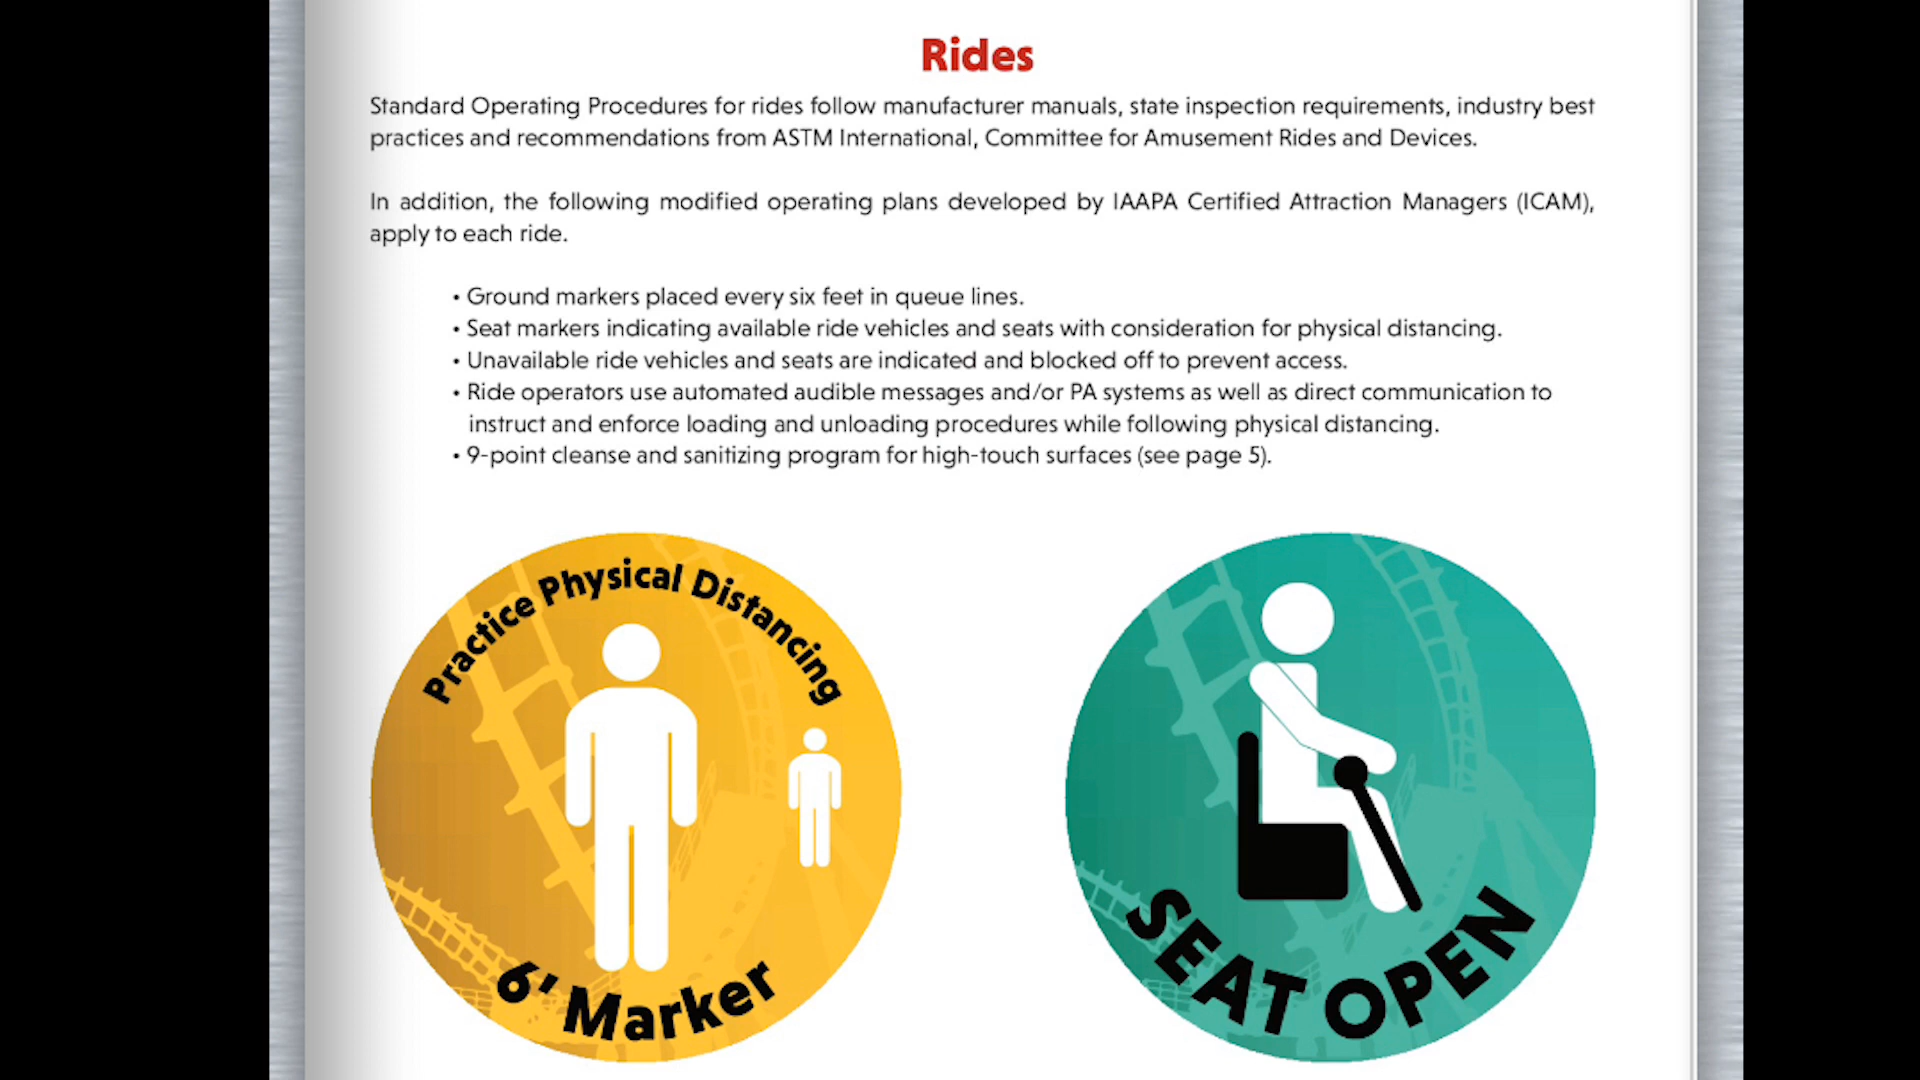 Rides
Standard Operating Procedures for rides follow manufacturer manuals, state inspection requirements, industry best
practices and recommendations from ASTM International, Committee for Amusement Rides and Devices.
In addition, the following modified operating plans developed by IAAPA Certified Attraction Managers (ICAM),
apply to each ride.
• Ground markers placed every six feet in queue lines.
• Seat markers indicating available ride vehicles and seats with consideration for physical distancing.
• Unavailable ride vehicles and seats are indicated and blocked off to prevent access.
• Ride operators use automated audible messages and/or PA systems as well as direct communication to
instruct and enforce loading and unloading procedures while following physical distancing.
• 9-point cleanse and sanitizing program for high-touch surfaces (see page 5).
Practice Physical Distancing
6' Marker
SEAT OPEN